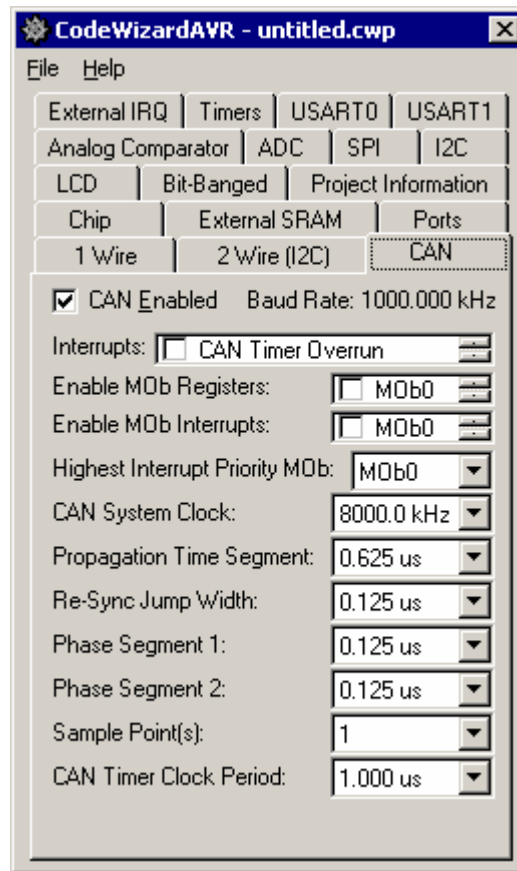 CodeWizardAVR - untitled.cwp
File Help
External IRQ Timers USART0 USART1
Analog Comparator ADC SPI I2C
LCD Bit-Banged Project Information
Chip External SRAM Ports
1 Wire 2 Wire (I2C) CAN
CAN Enabled Baud Rate: 1000.000 kHz
Interrupts: CAN Timer Overrun
Enable MOb Registers: MOb0
Enable MOb Interrupts: MOb0
Highest Interrupt Priority MOb: MOb0
CAN System Clock: 8000.0 kHz
Propagation Time Segment: 0.625 us
Re-Sync Jump Width: 0.125 us
Phase Segment 1: 0.125 us
Phase Segment 2: 0.125 us
Sample Point(s): 1
CAN Timer Clock Period: 1.000 us